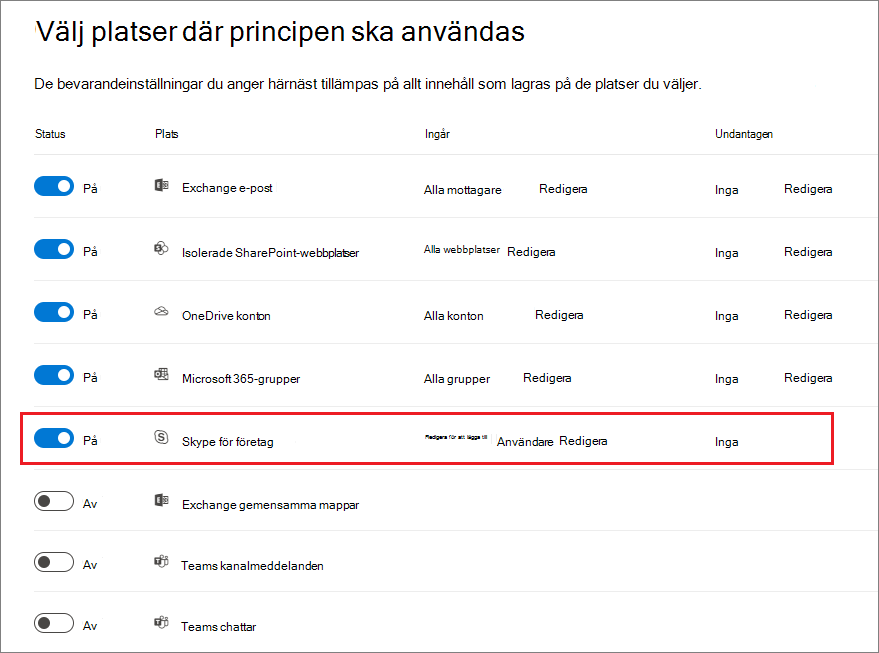 Välj platser där principen ska användas
De bevarandeinställningar du anger härnäst tillämpas på allt innehåll som lagras på de platser du väljer.
Status Plats Ingår Undantagen
På Exchange e-post Alla mottagare Redigera Inga Redigera
På Isolerade SharePoint-webbplatser Alla webbplatser Redigera Inga Redigera
På OneDrive konton Alla konton Redigera Inga Redigera
På Microsoft 365-grupper Alla grupper Redigera Inga Redigera
På Skype för företag Redigera för att lägga till Användare Redigera Inga
Av Exchange gemensamma mappar
Av Teams kanalmeddelanden
Av Teams chattar